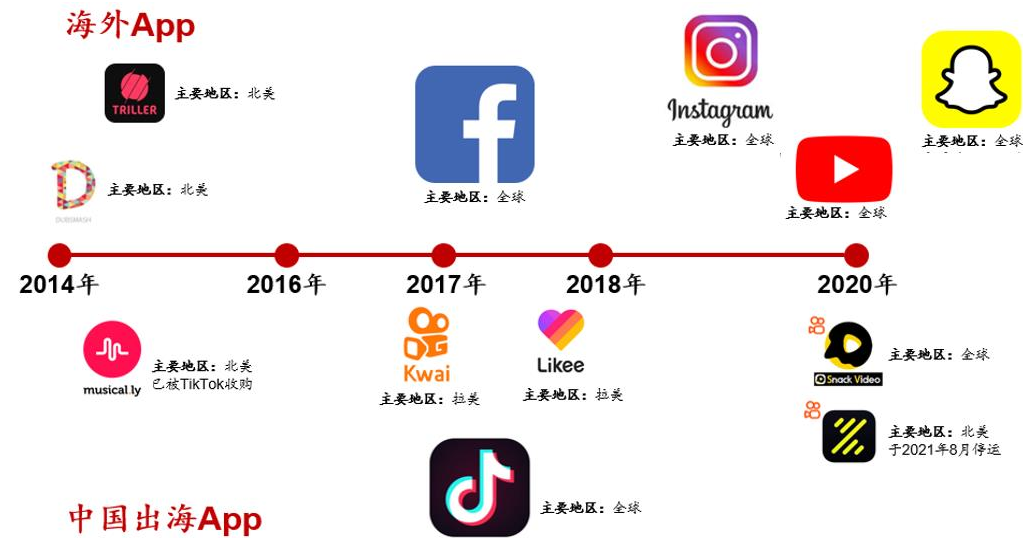 海外App
TRILLER
主要地区：北美
DUBSMASH
主要地区：北美
主要地区：全球
Instagram
主要地区：全球
主要地区：全球
主要地区：全球
2014年
2016年
2017年
2018年
2020年
musical.ly
主要地区：北美
已被TikTok收购
Kwai
主要地区：拉美
Likee
主要地区：拉美
Snack Video
主要地区：全球
主要地区：北美
于2021年8月停运
主要地区：全球
中国出海App